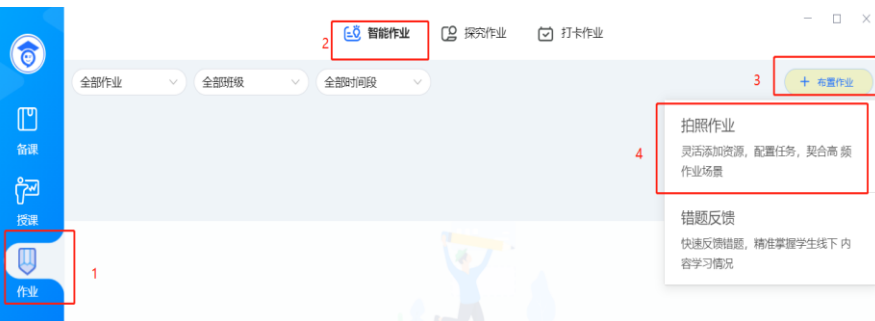 2
智能作业
探究作业
打卡作业
全部作业
全部班级
全部时间段
3
+ 布置作业
备课
授课
1
作业
4
拍照作业
灵活添加资源，配置任务，契合高 频
作业场景
错题反馈
快速反馈错题，精准掌握学生线下 内
容学习情况